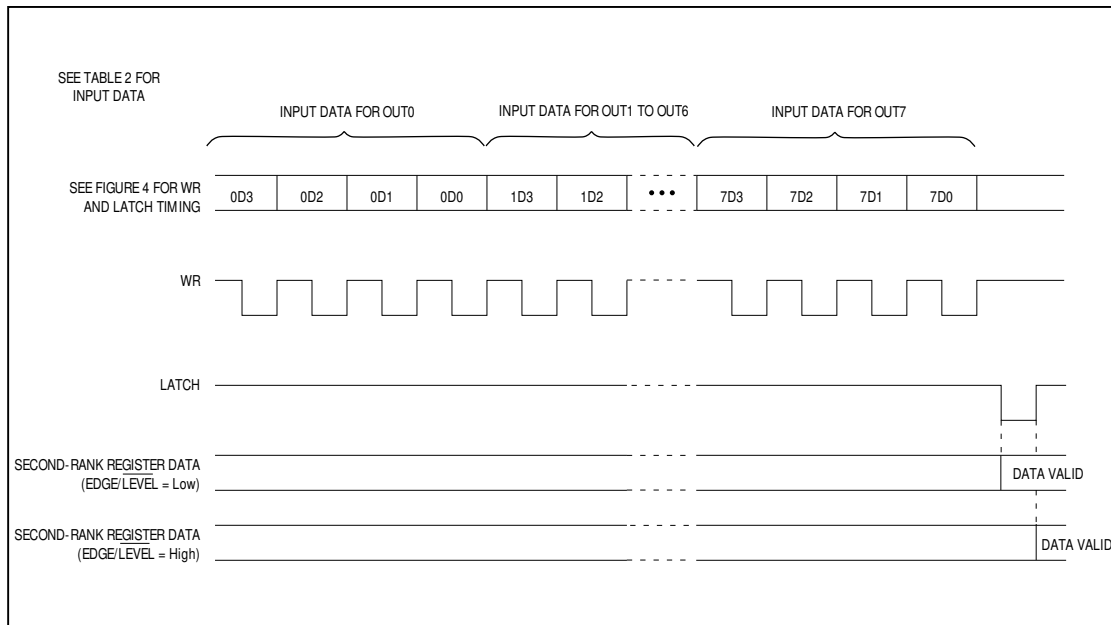 SEE TABLE 2 FOR
INPUT DATA
INPUT DATA FOR OUT0
INPUT DATA FOR OUT1 TO OUT6
INPUT DATA FOR OUT7
SEE FIGURE 4 FOR WR
AND LATCH TIMING
0D3 0D2 0D1 0D0 1D3 1D2 ••• 7D3 7D2 7D1 7D0
WR
LATCH
SECOND-RANK REGISTER DATA
(EDGE/LEVEL = Low)
DATA VALID
SECOND-RANK REGISTER DATA
(EDGE/LEVEL = High)
DATA VALID